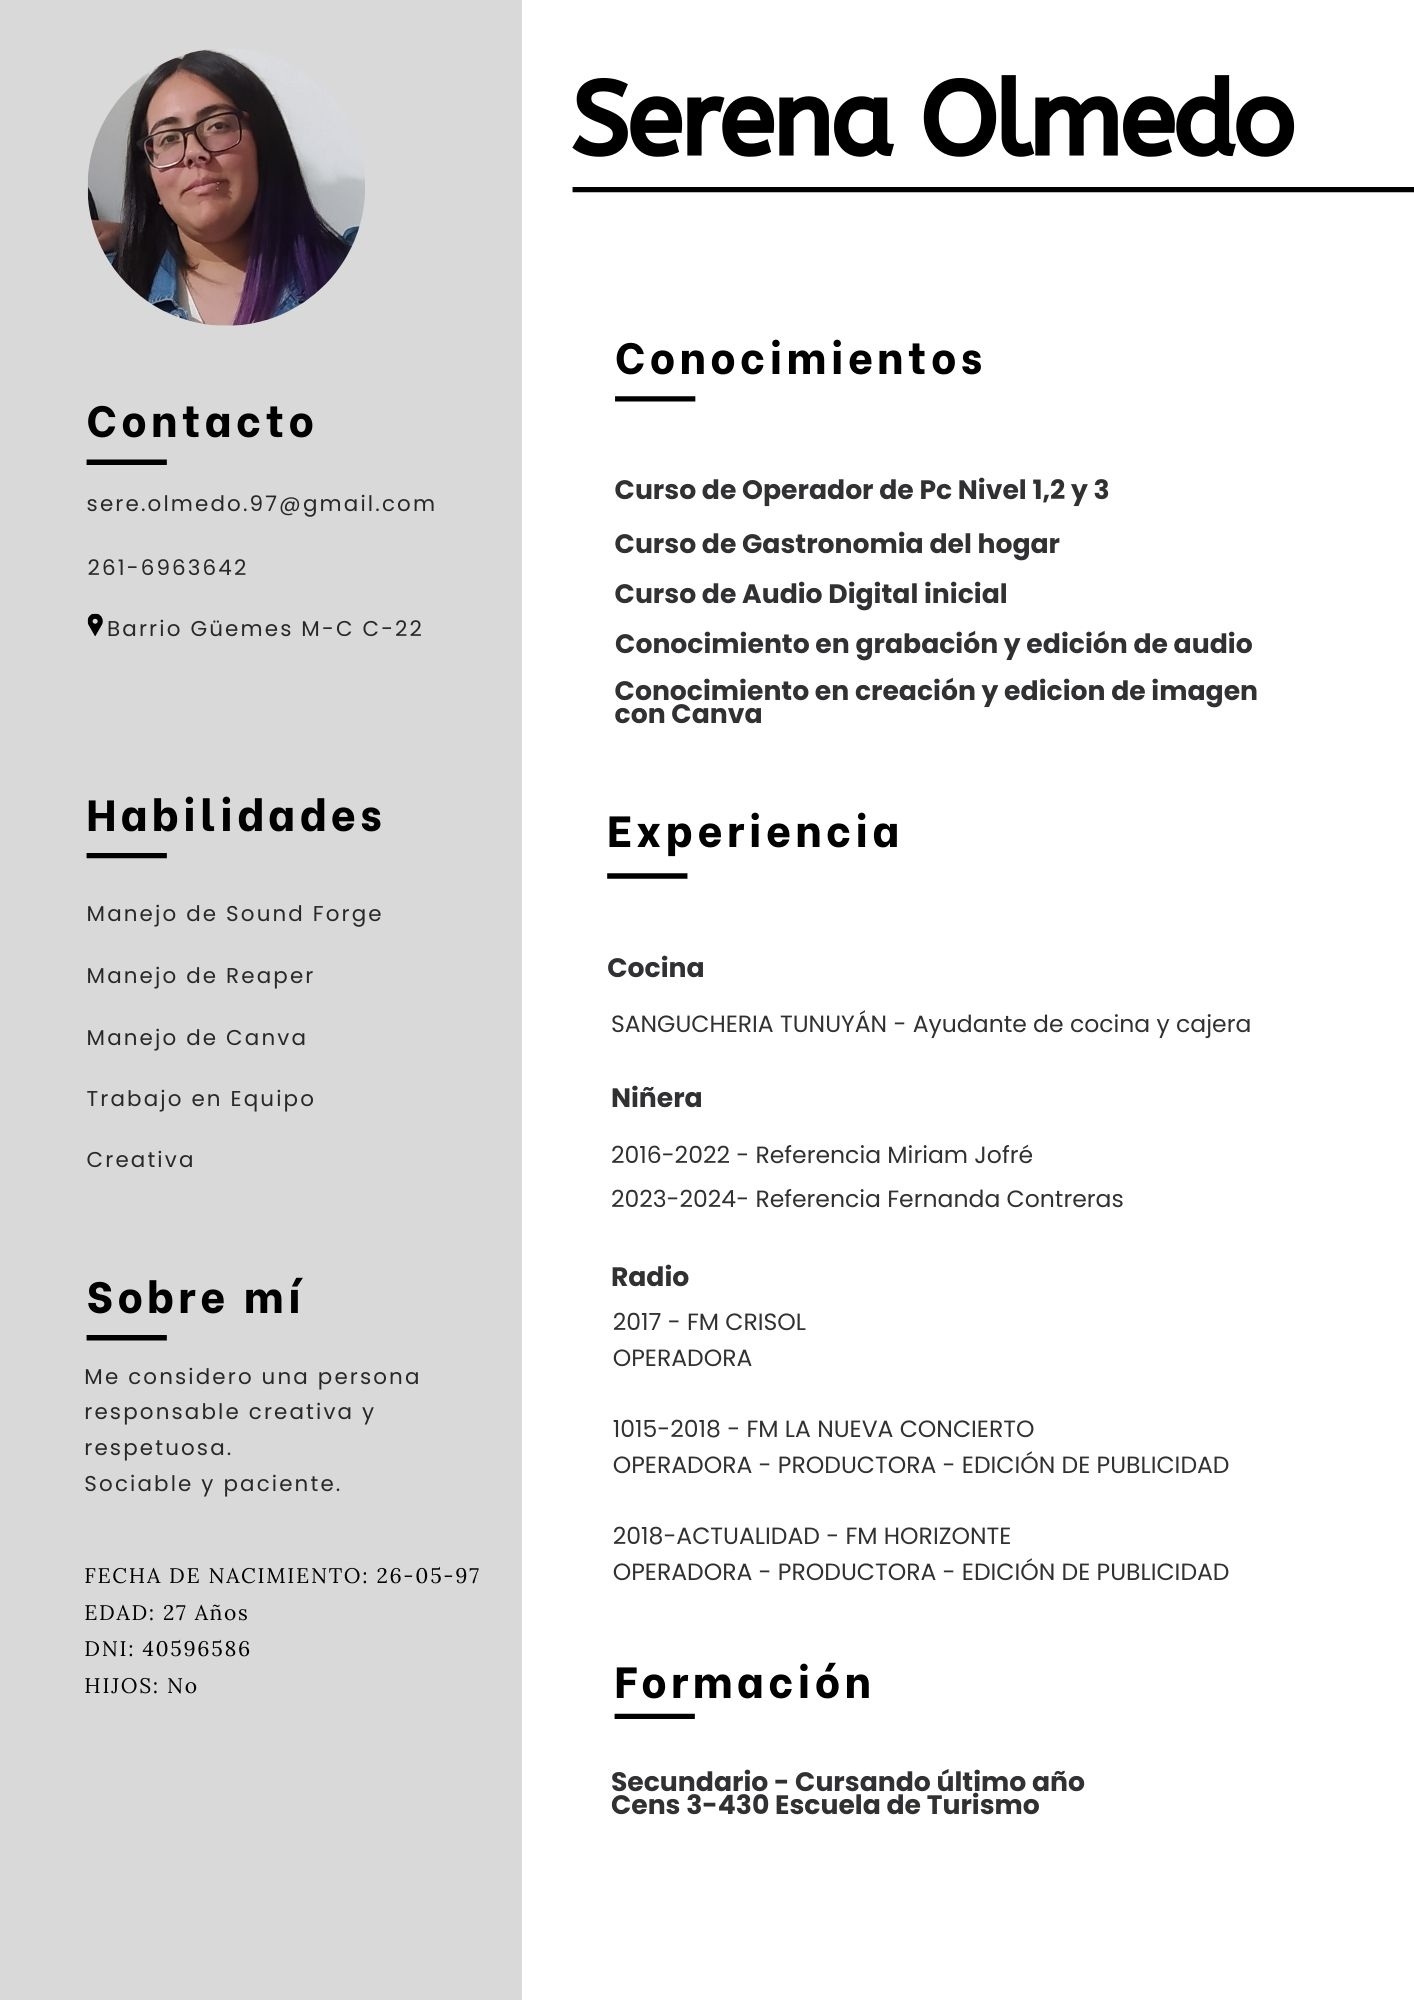 Serena Olmedo
Contacto
sere.olmedo.97@gmail.com
261-6963642
Barrio Güemes M-C C-22
Habilidades
Manejo de Sound Forge
Manejo de Reaper
Manejo de Canva
Trabajo en Equipo
Creativa
Sobre mí
Me considero una persona
responsable creativa y
respetuosa.
Sociable y paciente.
FECHA DE NACIMIENTO: 26-05-97
EDAD: 27 Años
DNI: 40596586
HIJOS: No
Conocimientos
Curso de Operador de Pc Nivel 1,2 y 3
Curso de Gastronomia del hogar
Curso de Audio Digital inicial
Conocimiento en grabación y edición de audio
Conocimiento en creación y edicion de imagen
con Canva
Experiencia
Cocina
SANGUCHERIA TUNUYÁN - Ayudante de cocina y cajera
Niñera
2016-2022 - Referencia Miriam Jofré
2023-2024- Referencia Fernanda Contreras
Radio
2017 - FM CRISOL
OPERADORA
1015-2018 - FM LA NUEVA CONCIERTO
OPERADORA - PRODUCTORA - EDICIÓN DE PUBLICIDAD
2018-ACTUALIDAD - FM HORIZONTE
OPERADORA - PRODUCTORA - EDICIÓN DE PUBLICIDAD
Formación
Secundario - Cursando último año
Cens 3-430 Escuela de Turismo